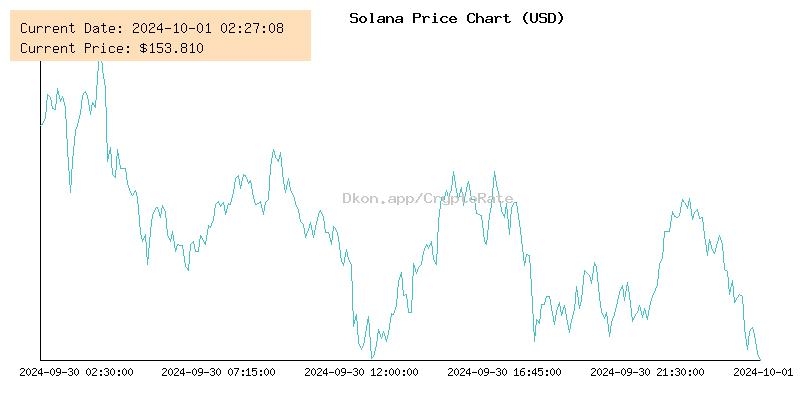 Solana Price Chart (USD)
Current Date: 2024-10-01 02:27:08
Current Price: $153.810
Dkon.app/CryptoRate
2024-09-30 02:30:00
2024-09-30 07:15:00
2024-09-30 12:00:00
2024-09-30 16:45:00
2024-09-30 21:30:00
2024-10-01